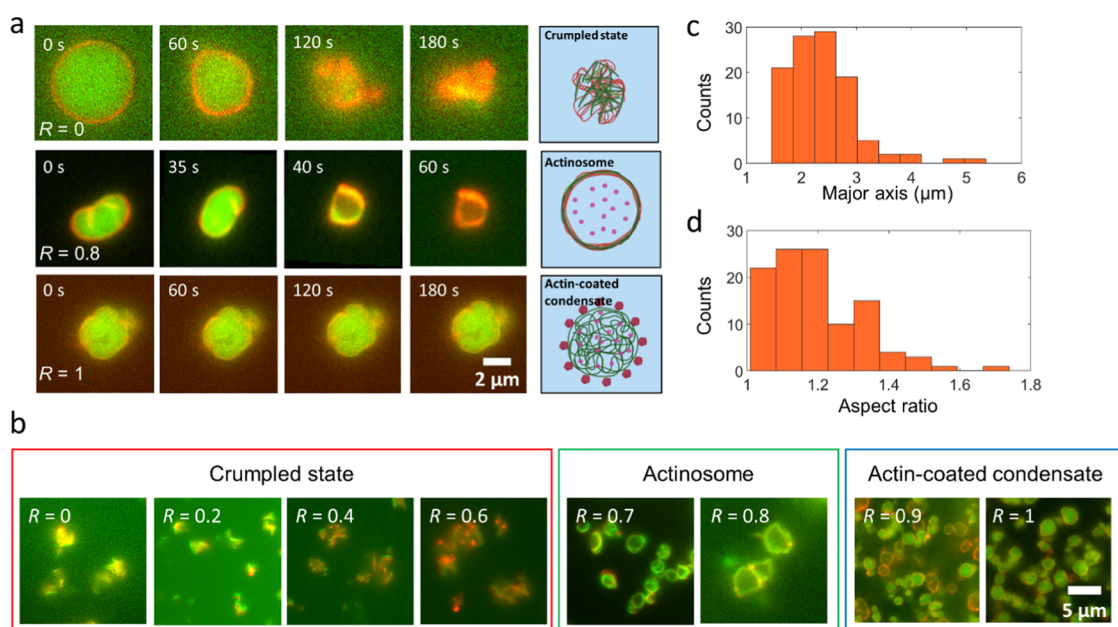 a
0 s
60 s
120 s
180 s
Crumpled state
R = 0
0 s
35 s
40 s
60 s
Actinosome
R = 0.8
0 s
60 s
120 s
180 s
Actin-coated
condensate
R = 1
2 µm
c
30
20
10
0
Counts
1 2 3 4 5 6
Major axis (µm)
d
30
20
10
0
Counts
1 1.2 1.4 1.6 1.8
Aspect ratio
b
Crumpled state
R = 0
R = 0.2
R = 0.4
R = 0.6
Actinosome
R = 0.7
R = 0.8
Actin-coated condensate
R = 0.9
R = 1
5 µm